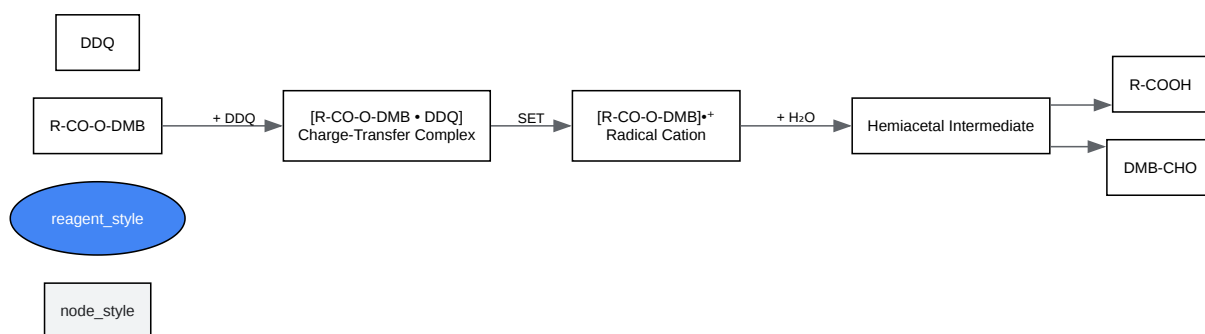 DDQ
R-CO-O-DMB
+ DDQ
[R-CO-O-DMB • DDQ]
Charge-Transfer Complex
SET
[R-CO-O-DMB]•⁺
Radical Cation
+ H₂O
Hemiacetal Intermediate
R-COOH
DMB-CHO
reagent_style
node_style